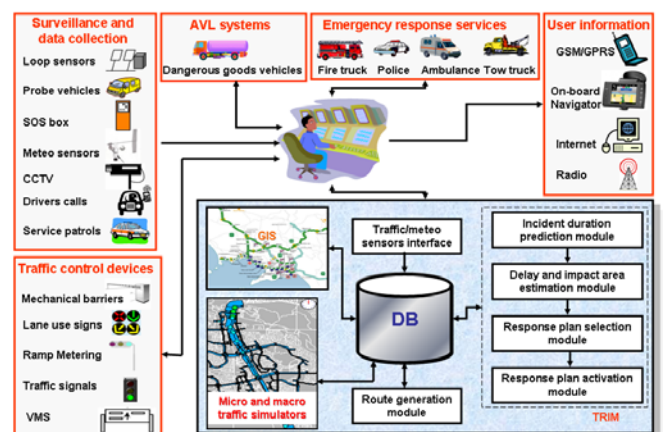 Surveillance and
data collection
Loop sensors
Probe vehicles
SOS box
Meteo sensors
CCTV
Drivers calls
Service patrols
AVL systems
Dangerous goods vehicles
Emergency response services
Fire truck
Police
Ambulance
Tow truck
User information
GSM/GPRS
On-board
Navigator
Internet
Radio
Traffic control devices
Mechanical barriers
Lane use signs
Ramp Metering
Traffic signals
VMS
GIS
Micro and macro
traffic simulators
Traffic/meteo
sensors interface
DB
Route generation
module
Incident duration
prediction module
Delay and impact area
estimation module
Response plan selection
module
Response plan activation
module
TRIM